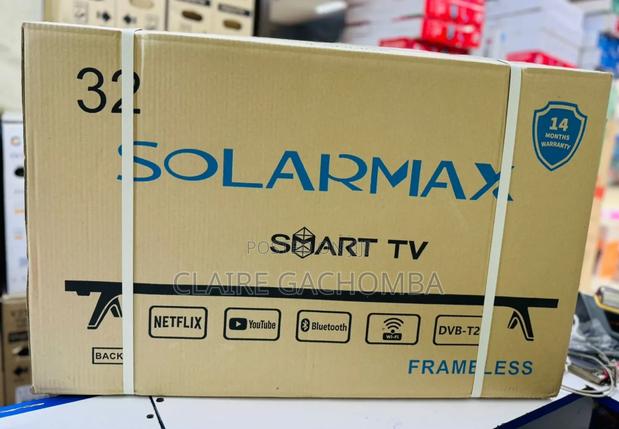 32
14
MONTHS
WARRANTY
SOLARMAX
SMART TV
CLAIRE GACHOMBA
NETFLIX
YouTube
Bluetooth
Wi-Fi
DVB-T2
BACK
FRAMELESS